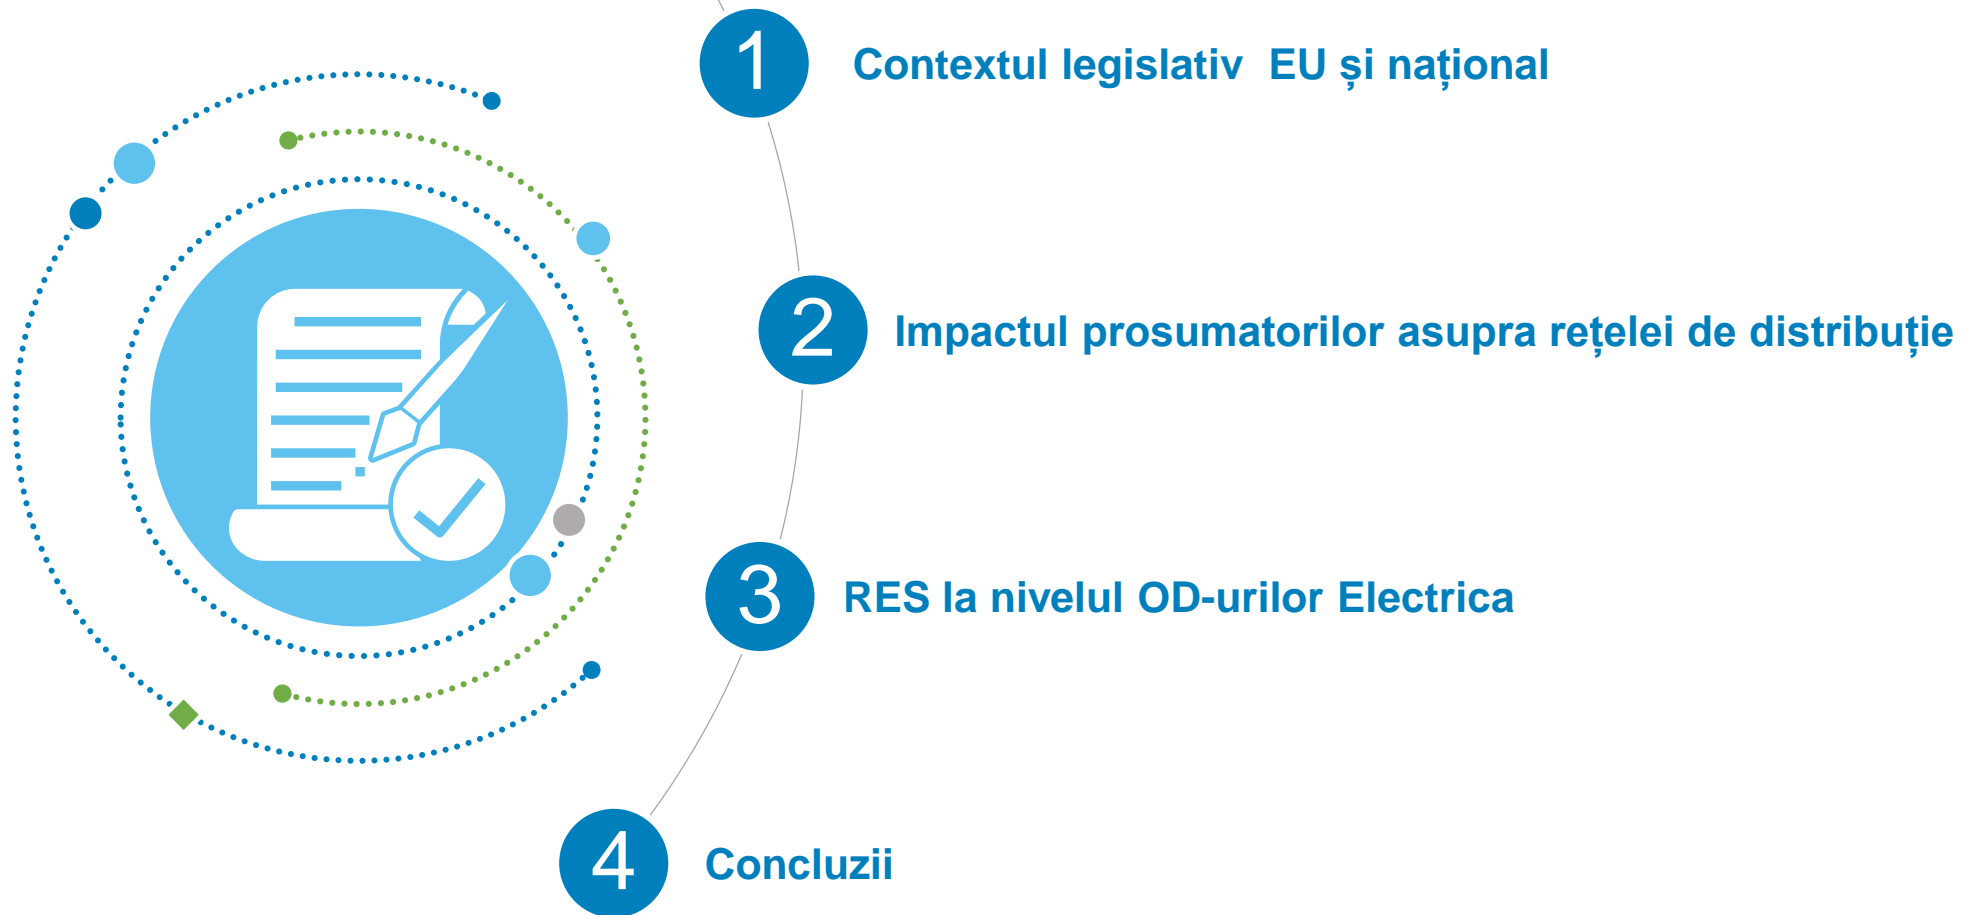 1 Contextul legislativ  EU și național
2 Impactul prosumatorilor asupra rețelei de distribuție
3 RES la nivelul OD-urilor Electrica
4 Concluzii